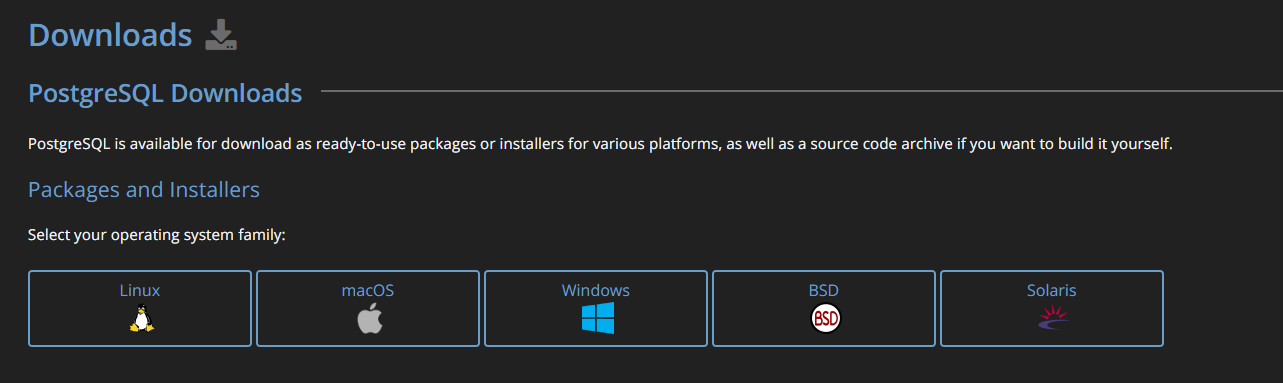 Downloads
PostgreSQL Downloads
PostgreSQL is available for download as ready-to-use packages or installers for various platforms, as well as a source code archive if you want to build it yourself.
Packages and Installers
Select your operating system family:
Linux
macOS
Windows
BSD
Solaris
BSD